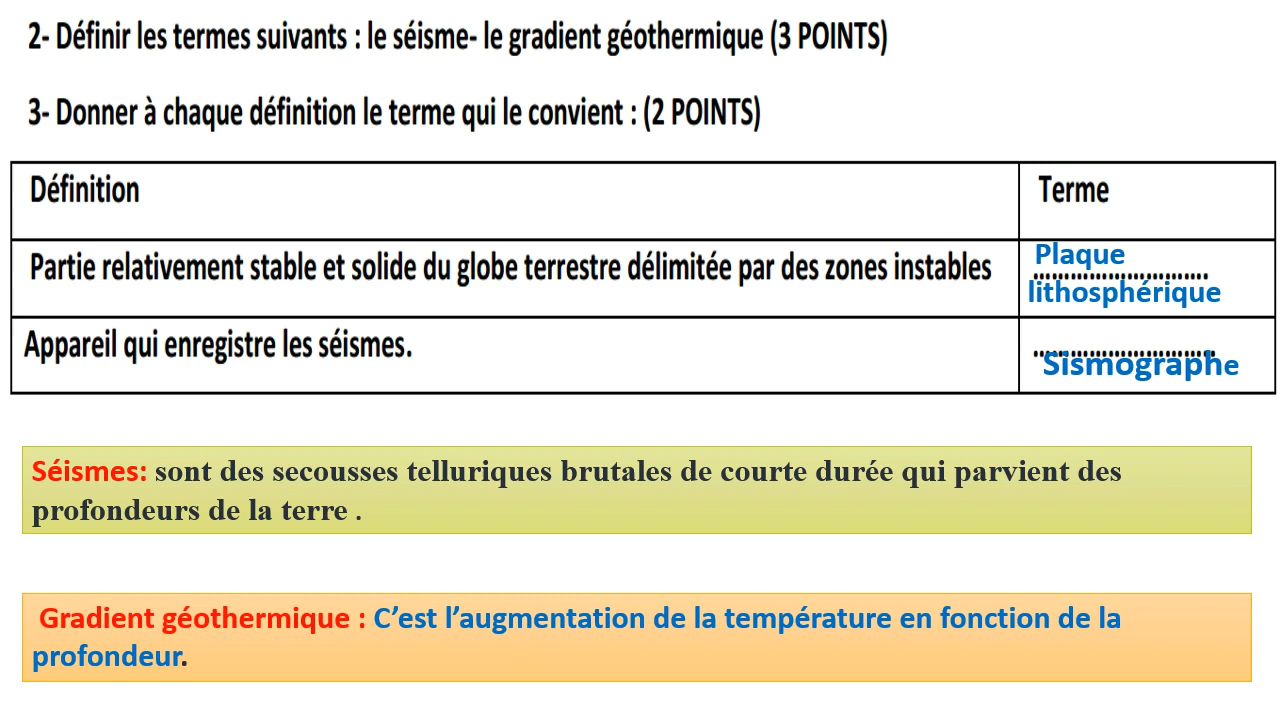 2- Définir les termes suivants : le séisme- le gradient géothermique (3 POINTS)
3- Donner à chaque définition le terme qui le convient : (2 POINTS)
Définition
Terme
Partie relativement stable et solide du globe terrestre délimitée par des zones instables
Plaque
............................
lithosphérique
Appareil qui enregistre les séismes.
.............................
Sismographe
Séismes: sont des secousses telluriques brutales de courte durée qui parvient des
profondeurs de la terre .
Gradient géothermique : C’est l’augmentation de la température en fonction de la
profondeur.